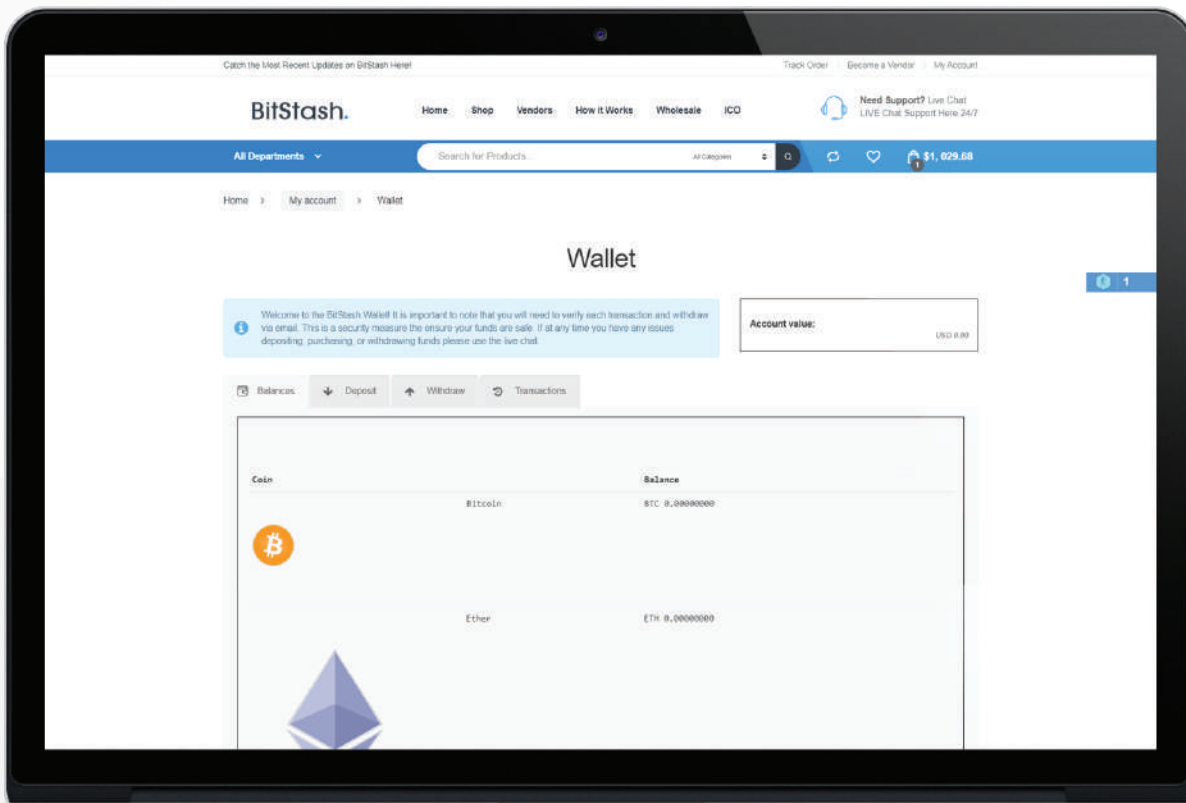 Catch the Most Recent Updates on BitStash Here!
Track Order
Become a Vendor
My Account
BitStash.
Home
Shop
Vendors
How it Works
Wholesale
ICO
Need Support? Live Chat
LIVE Chat Support Here 24/7
All Departments
Search for Products...
All Categories
1
$1, 029.68
Home > My account > Wallet
Wallet
1
Welcome to the BitStash Wallet! It is important to note that you will need to verify each transaction and withdraw
via email. This is a security measure the ensure your funds are safe. If at any time you have any issues
depositing, purchasing, or withdrawing funds please use the live chat.
Account value:
USD 0.00
Balances
Deposit
Withdraw
Transactions
Coin
Balance
Bitcoin
BTC 0.00000000
Ether
ETH 0.00000000